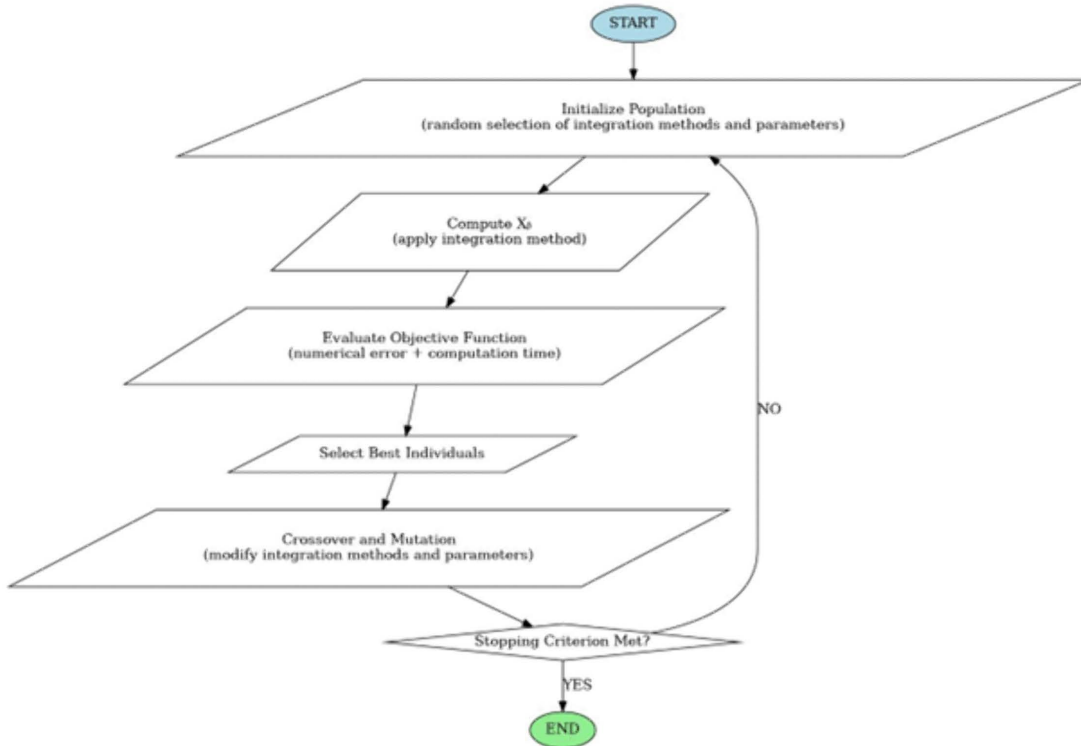 START
Initialize Population
(random selection of integration methods and parameters)
Compute Xᵦ
(apply integration method)
Evaluate Objective Function
(numerical error + computation time)
Select Best Individuals
Crossover and Mutation
(modify integration methods and parameters)
NO
Stopping Criterion Met?
YES
END